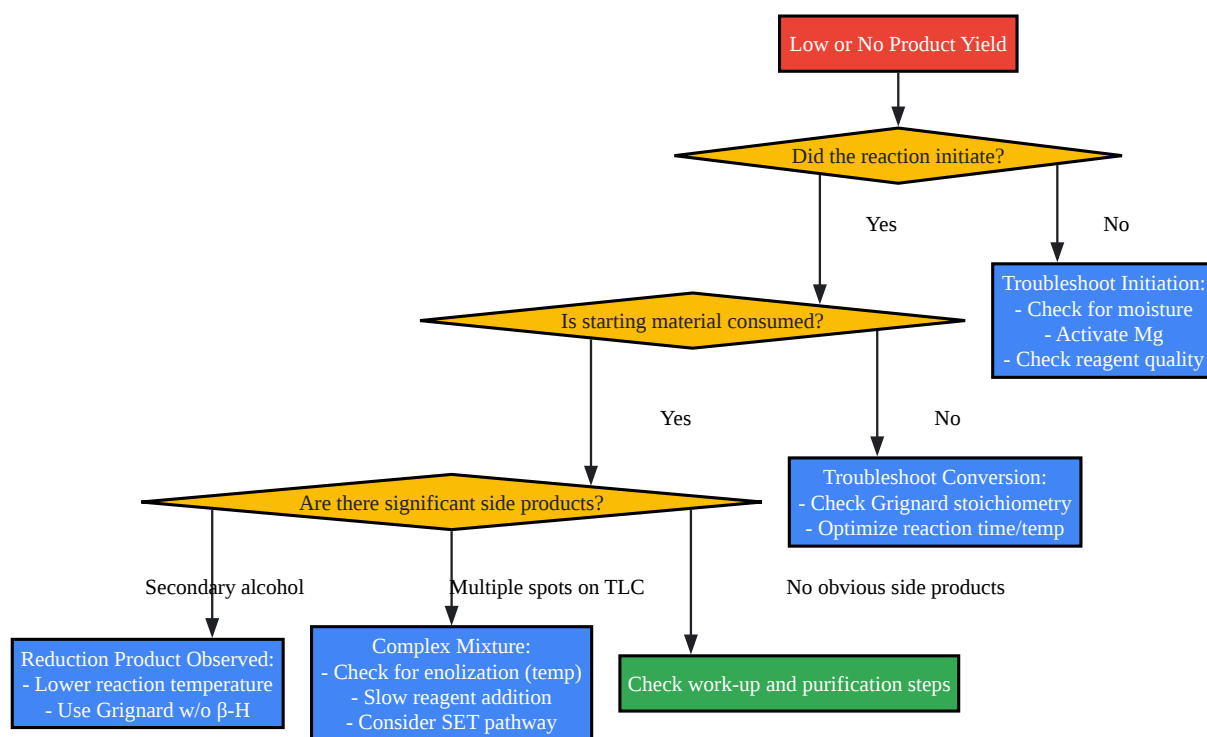 Low or No Product Yield
Did the reaction initiate?
Yes
No
Troubleshoot Initiation:
- Check for moisture
- Activate Mg
- Check reagent quality
Is starting material consumed?
Yes
No
Troubleshoot Conversion:
- Check Grignard stoichiometry
- Optimize reaction time/temp
Are there significant side products?
Secondary alcohol
Multiple spots on TLC
No obvious side products
Reduction Product Observed:
- Lower reaction temperature
- Use Grignard w/o β-H
Complex Mixture:
- Check for enolization (temp)
- Slow reagent addition
- Consider SET pathway
Check work-up and purification steps